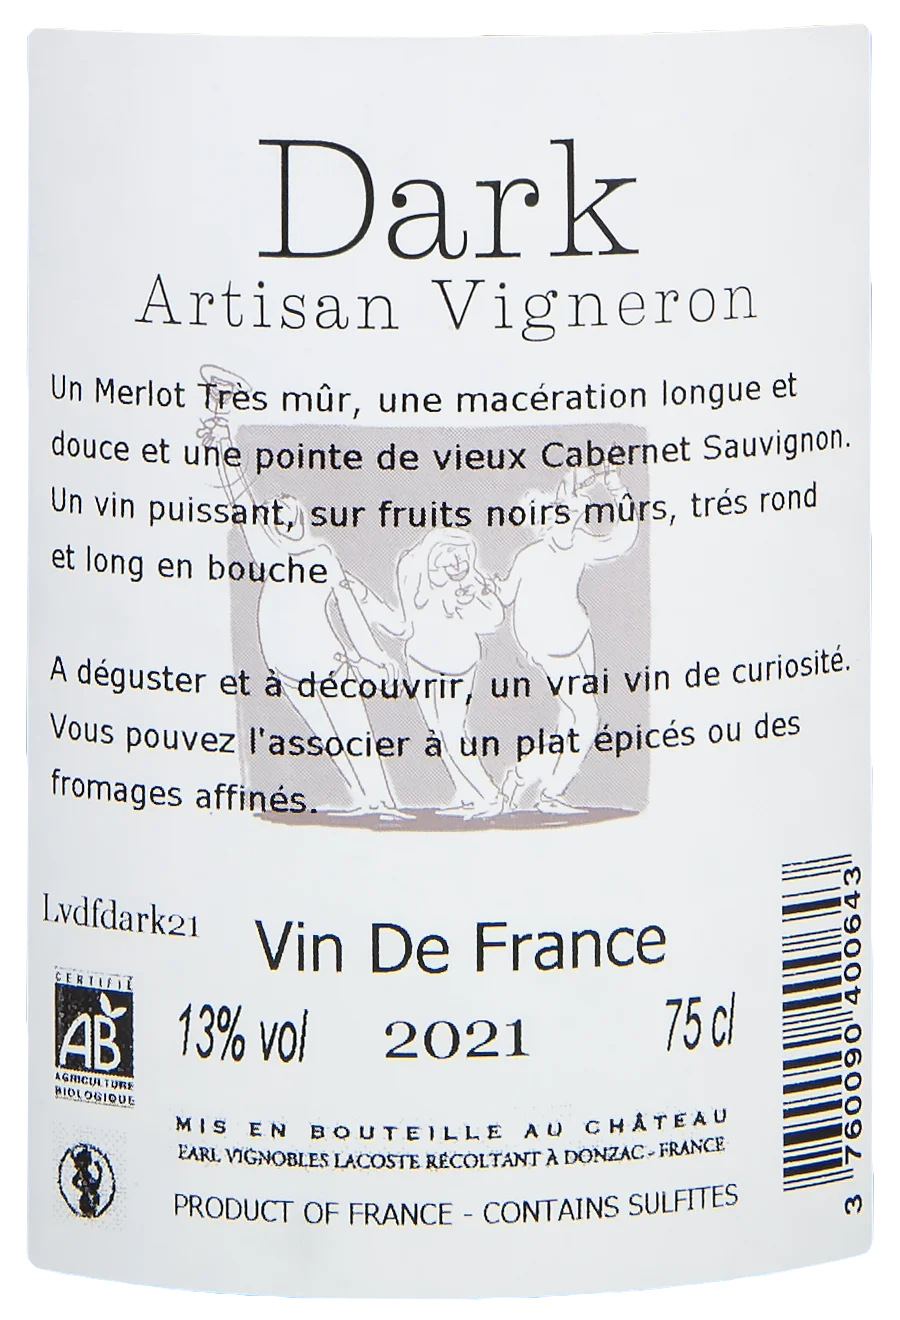 Dark
Artisan Vigneron
Un Merlot Très mûr, une macération longue et
douce et une pointe de vieux Cabernet Sauvignon.
Un vin puissant, sur fruits noirs mûrs, trés rond
et long en bouche
A déguster et à découvrir, un vrai vin de curiosité.
Vous pouvez l'associer à un plat épicés ou des
fromages affinés.
Lvdfdark21
Vin De France
CERTIFIÉ
AB
AGRICULTURE
BIOLOGIQUE
13% vol 2021 75 cl
MIS EN BOUTEILLE AU CHÂTEAU
EARL VIGNOBLES LACOSTE RÉCOLTANT À DONZAC - FRANCE
PRODUCT OF FRANCE - CONTAINS SULFITES
3 760090 400643